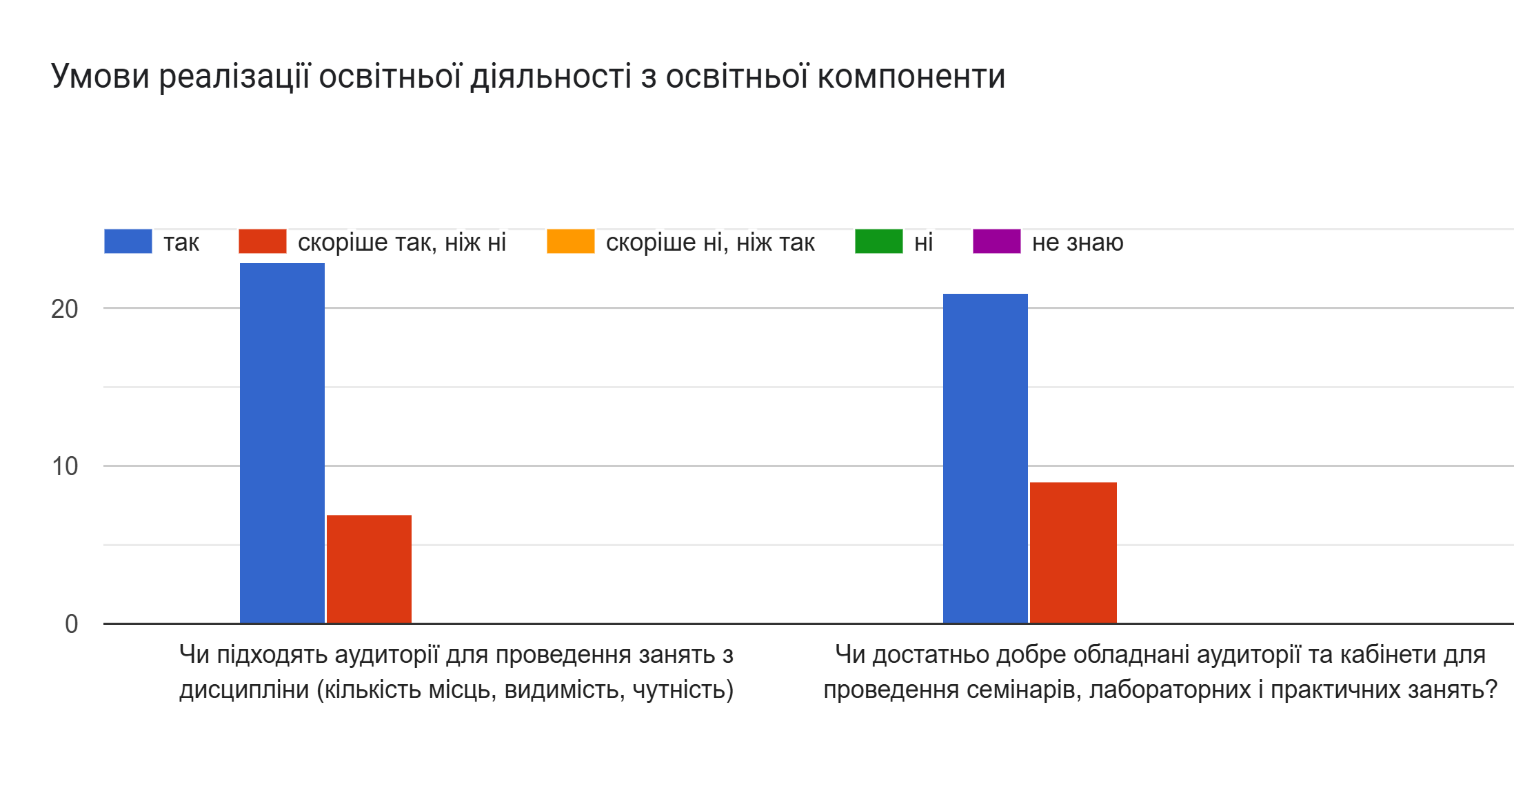 Умови реалізації освітньої діяльності з освітньої компоненти
так скоріше так, ніж ні скоріше ні, ніж так ні не знаю
20
10
0
Чи підходять аудиторії для проведення занять з
дисципліни (кількість місць, видимість, чутність)
Чи достатньо добре обладнані аудиторії та кабінети для
проведення семінарів, лабораторних і практичних занять?